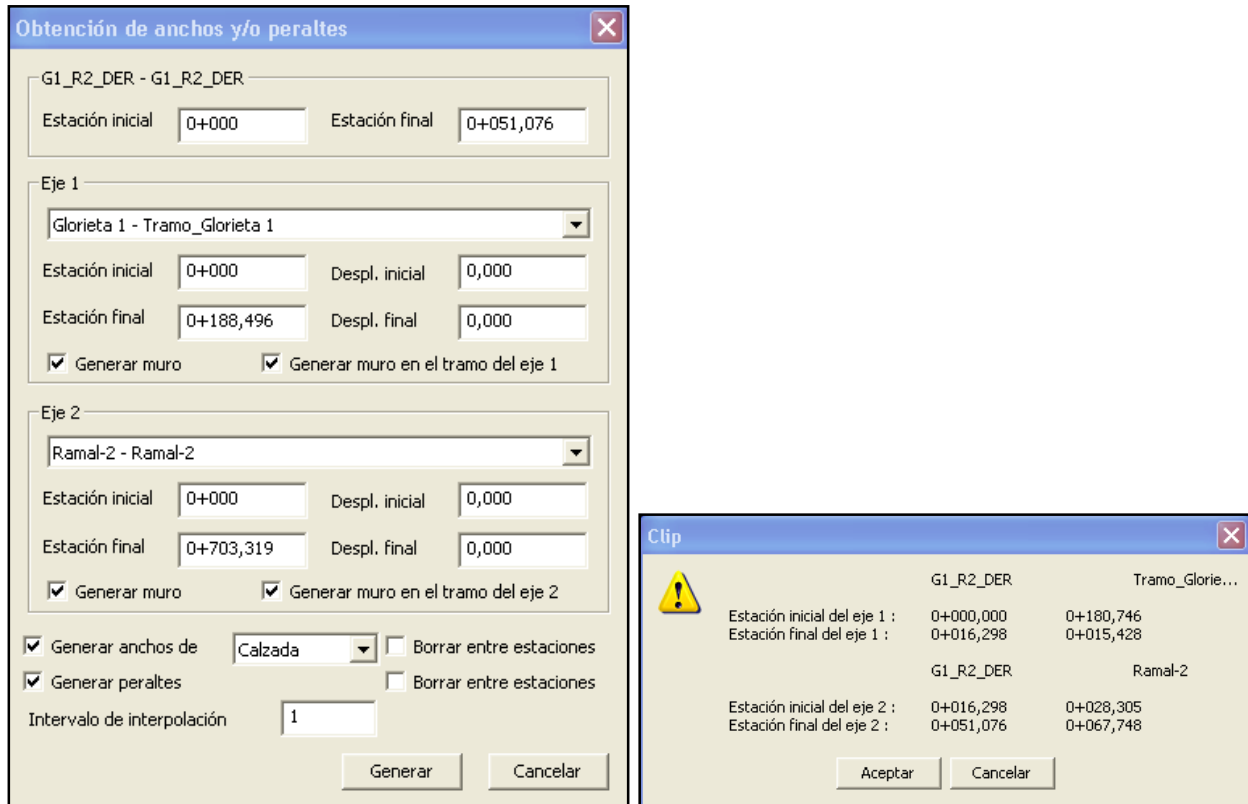 Obtención de anchos y/o peraltes
G1_R2_DER - G1_R2_DER
Estación inicial 0+000 Estación final 0+051,076
Eje 1
Glorieta 1 - Tramo_Glorieta 1
Estación inicial 0+000 Despl. inicial 0,000
Estación final 0+188,496 Despl. final 0,000
Generar muro Generar muro en el tramo del eje 1
Eje 2
Ramal-2 - Ramal-2
Estación inicial 0+000 Despl. inicial 0,000
Estación final 0+703,319 Despl. final 0,000
Generar muro Generar muro en el tramo del eje 2
Generar anchos de Calzada Borrar entre estaciones
Generar peraltes Borrar entre estaciones
Intervalo de interpolación 1
Generar Cancelar
Clip
G1_R2_DER Tramo_Glorie...
Estación inicial del eje 1 : 0+000,000 0+180,746
Estación final del eje 1 : 0+016,298 0+015,428
G1_R2_DER Ramal-2
Estación inicial del eje 2 : 0+016,298 0+028,305
Estación final del eje 2 : 0+051,076 0+067,748
Aceptar Cancelar